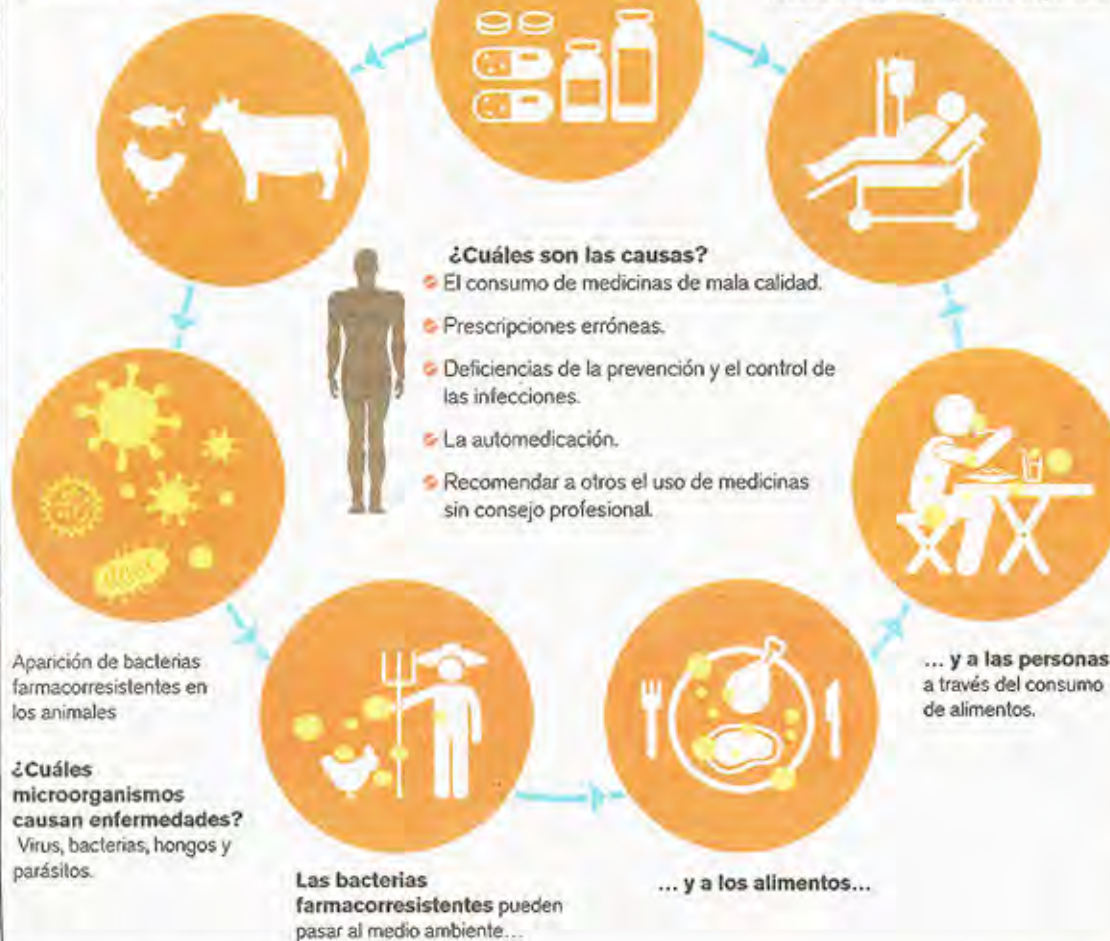 ¿Cuáles son las causas?
El consumo de medicinas de mala calidad.
Prescripciones erróneas.
Deficiencias de la prevención y el control de
las infecciones.
La automedicación.
Recomendar a otros el uso de medicinas
sin consejo profesional.
Aparición de bacterias
farmacorresistentes en
los animales
¿Cuáles
microorganismos
causan enfermedades?
Virus, bacterias, hongos y
parásitos.
Las bacterias
farmacorresistentes pueden
pasar al medio ambiente...
... y a los alimentos...
... y a las personas
a través del consumo
de alimentos.